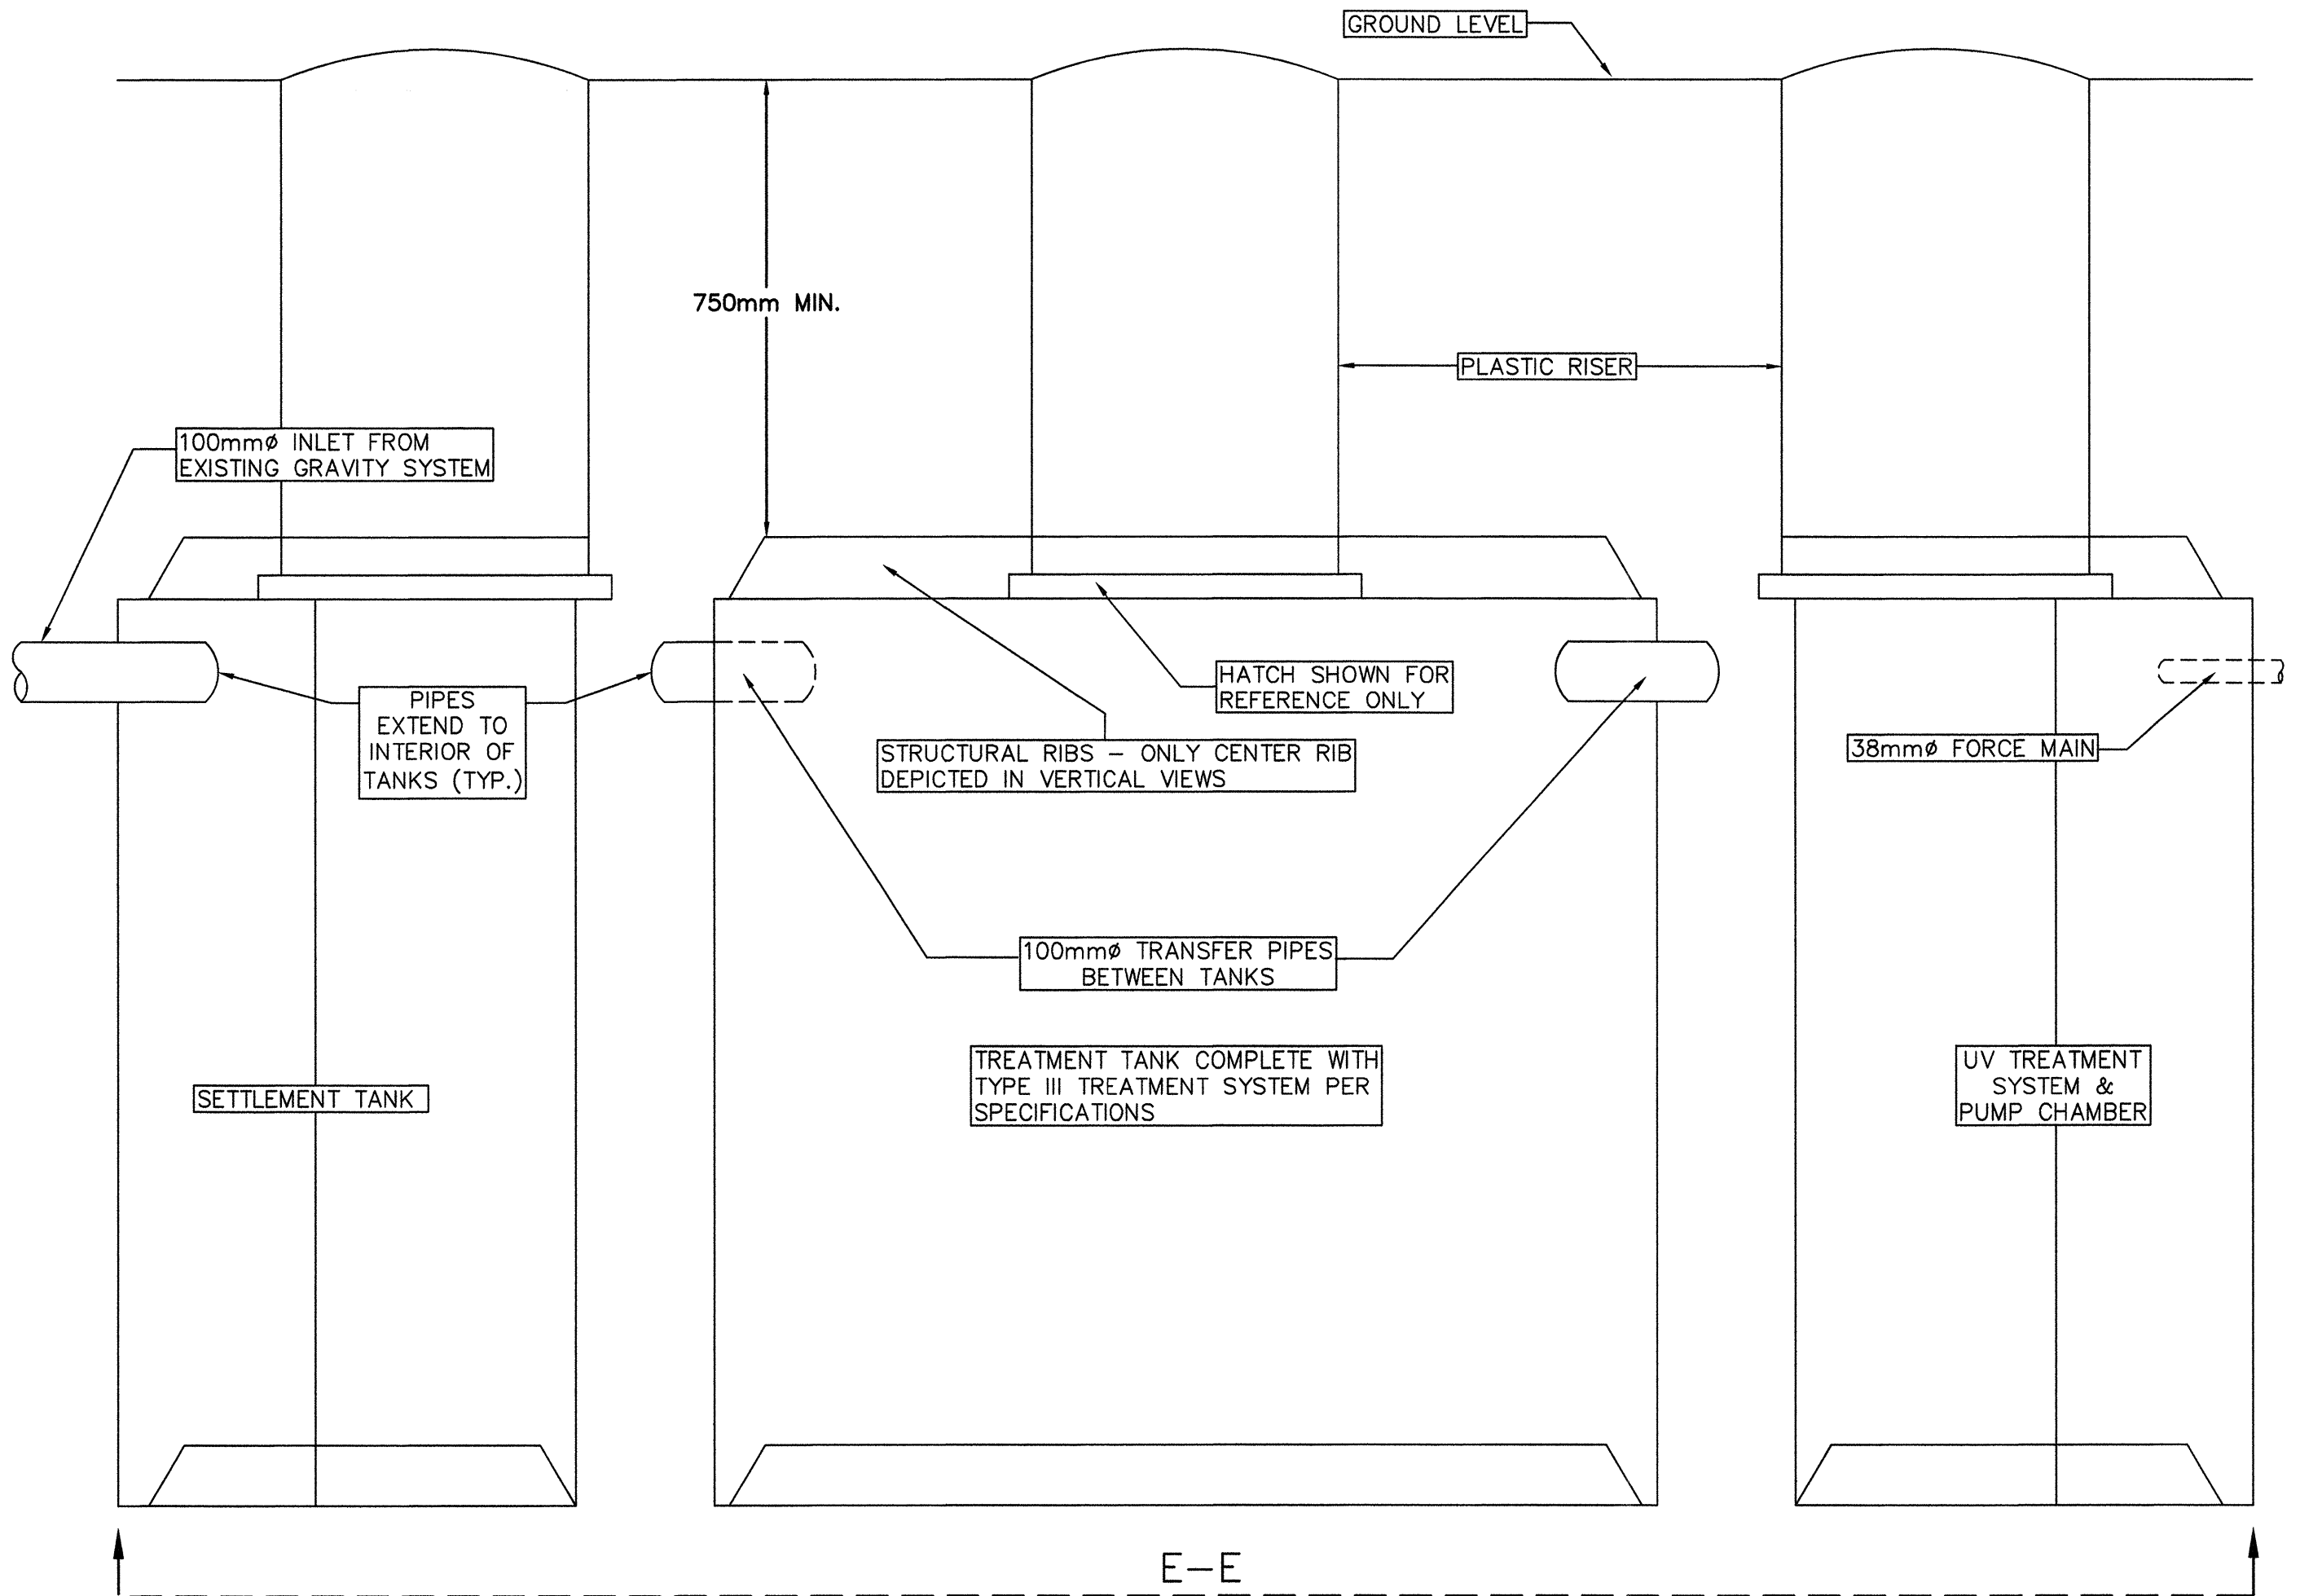 GROUND LEVEL
750mm MIN.
PLASTIC RISER
100mmø INLET FROM
EXISTING GRAVITY SYSTEM
PIPES
EXTEND TO
INTERIOR OF
TANKS (TYP.)
HATCH SHOWN FOR
REFERENCE ONLY
STRUCTURAL RIBS – ONLY CENTER RIB
DEPICTED IN VERTICAL VIEWS
38mmø FORCE MAIN
100mmø TRANSFER PIPES
BETWEEN TANKS
SETTLEMENT TANK
TREATMENT TANK COMPLETE WITH
TYPE III TREATMENT SYSTEM PER
SPECIFICATIONS
UV TREATMENT
SYSTEM &
PUMP CHAMBER
E–E